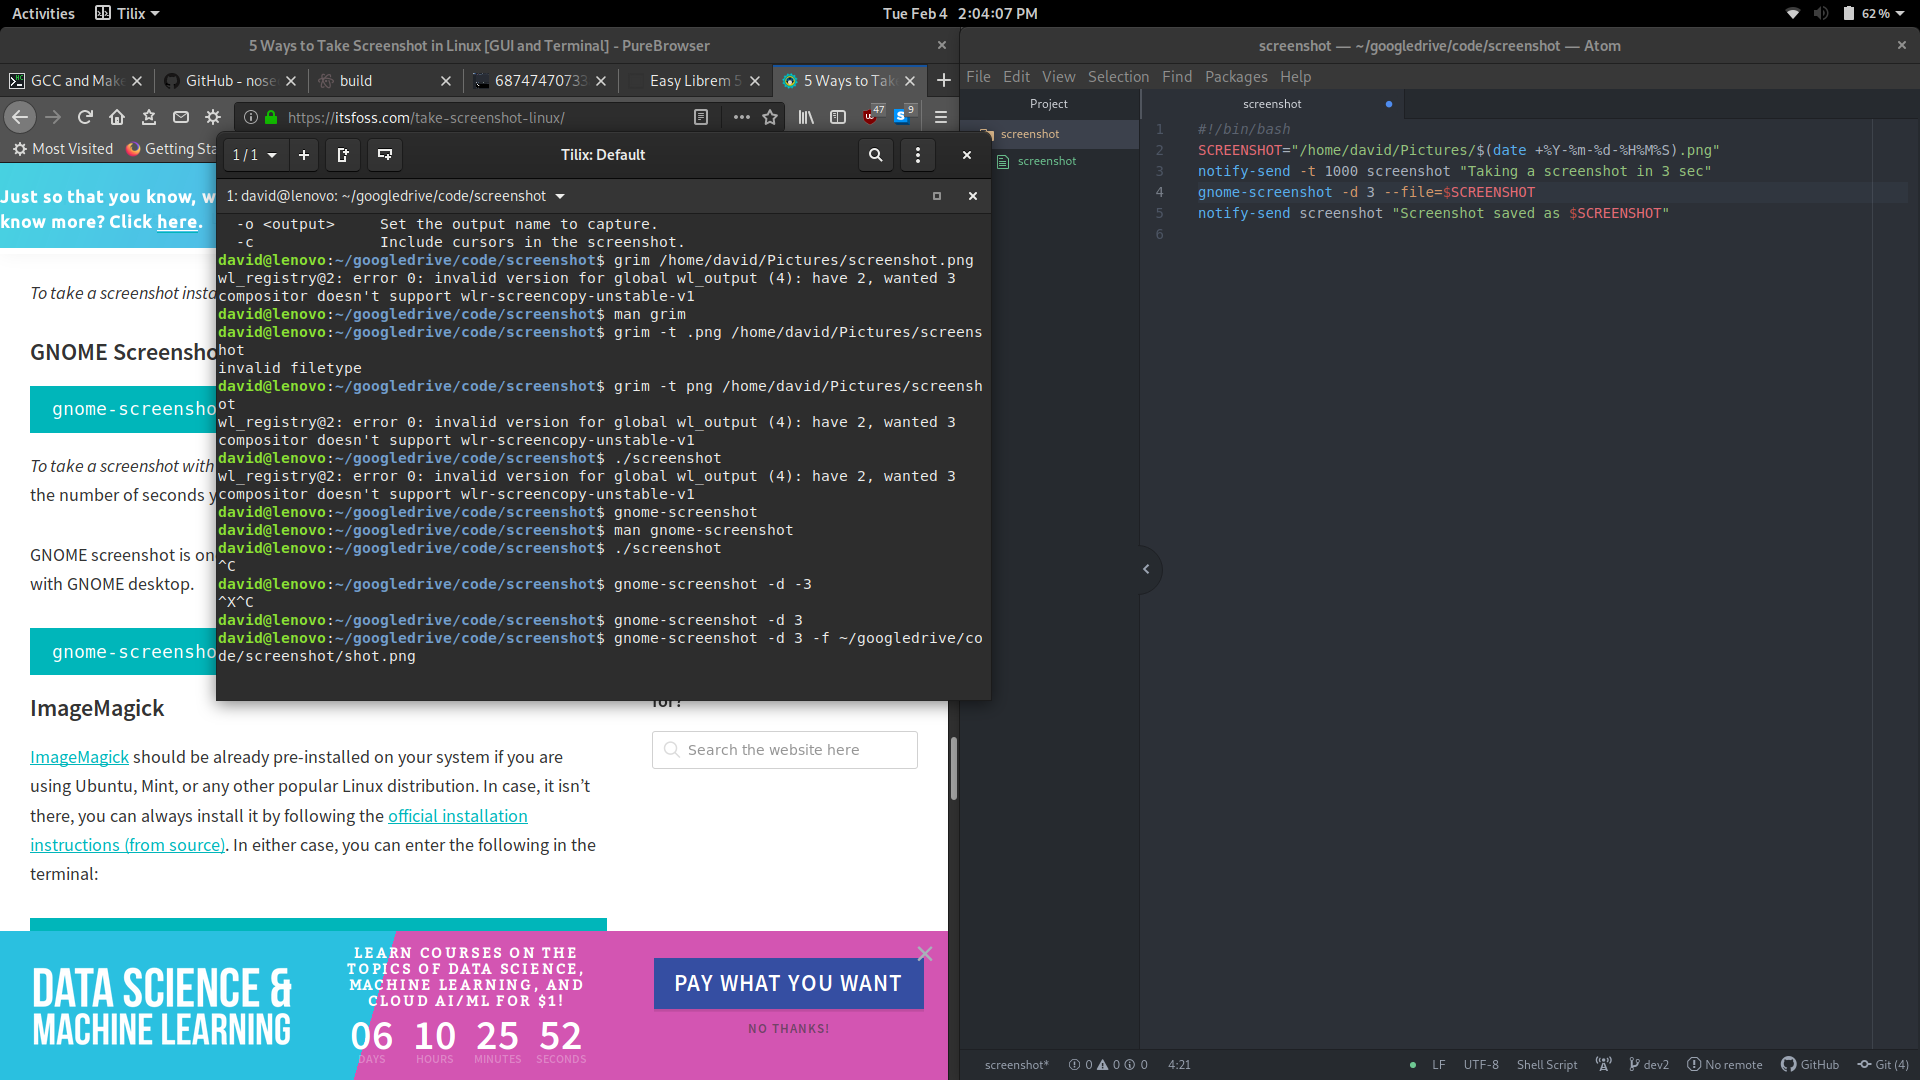 Activities
Tilix
Tue Feb 4 2:04:07 PM
62 %
5 Ways to Take Screenshot in Linux [GUI and Terminal] - PureBrowser
GCC and Mak
GitHub - nose
build
68747470733
Easy Librem 5
5 Ways to Tak
https://itsfoss.com/take-screenshot-linux/
47
9
Most Visited
Getting Sta
Just so that you know, w
know more? Click here.
To take a screenshot insta
GNOME Screensho
gnome-screensho
To take a screenshot with
the number of seconds y
GNOME screenshot is on
with GNOME desktop.
gnome-screensho
ImageMagick
ImageMagick should be already pre-installed on your system if you are
using Ubuntu, Mint, or any other popular Linux distribution. In case, it isn’t
there, you can always install it by following the official installation
instructions (from source). In either case, you can enter the following in the
terminal:
for?
Search the website here
DATA SCIENCE &
MACHINE LEARNING
LEARN COURSES ON THE
TOPICS OF DATA SCIENCE,
MACHINE LEARNING, AND
CLOUD AI/ML FOR $1!
06 10 25 52
DAYS HOURS MINUTES SECONDS
PAY WHAT YOU WANT
NO THANKS!
1 / 1
Tilix: Default
1: david@lenovo: ~/googledrive/code/screenshot
-o <output>     Set the output name to capture.
-c              Include cursors in the screenshot.
david@lenovo:~/googledrive/code/screenshot$ grim /home/david/Pictures/screenshot.png
wl_registry@2: error 0: invalid version for global wl_output (4): have 2, wanted 3
compositor doesn't support wlr-screencopy-unstable-v1
david@lenovo:~/googledrive/code/screenshot$ man grim
david@lenovo:~/googledrive/code/screenshot$ grim -t .png /home/david/Pictures/screens
hot
invalid filetype
david@lenovo:~/googledrive/code/screenshot$ grim -t png /home/david/Pictures/screensh
ot
wl_registry@2: error 0: invalid version for global wl_output (4): have 2, wanted 3
compositor doesn't support wlr-screencopy-unstable-v1
david@lenovo:~/googledrive/code/screenshot$ ./screenshot
wl_registry@2: error 0: invalid version for global wl_output (4): have 2, wanted 3
compositor doesn't support wlr-screencopy-unstable-v1
david@lenovo:~/googledrive/code/screenshot$ gnome-screenshot
david@lenovo:~/googledrive/code/screenshot$ man gnome-screenshot
david@lenovo:~/googledrive/code/screenshot$ ./screenshot
^C
david@lenovo:~/googledrive/code/screenshot$ gnome-screenshot -d -3
^X^C
david@lenovo:~/googledrive/code/screenshot$ gnome-screenshot -d 3
david@lenovo:~/googledrive/code/screenshot$ gnome-screenshot -d 3 -f ~/googledrive/co
de/screenshot/shot.png
screenshot — ~/googledrive/code/screenshot — Atom
File Edit View Selection Find Packages Help
Project
screenshot
screenshot
screenshot
1 #!/bin/bash
2 SCREENSHOT="/home/david/Pictures/$(date +%Y-%m-%d-%H%M%S).png"
3 notify-send -t 1000 screenshot "Taking a screenshot in 3 sec"
4 gnome-screenshot -d 3 --file=$SCREENSHOT
5 notify-send screenshot "Screenshot saved as $SCREENSHOT"
6
screenshot* 0 0 0 4:21
LF UTF-8 Shell Script dev2 No remote GitHub Git (4)